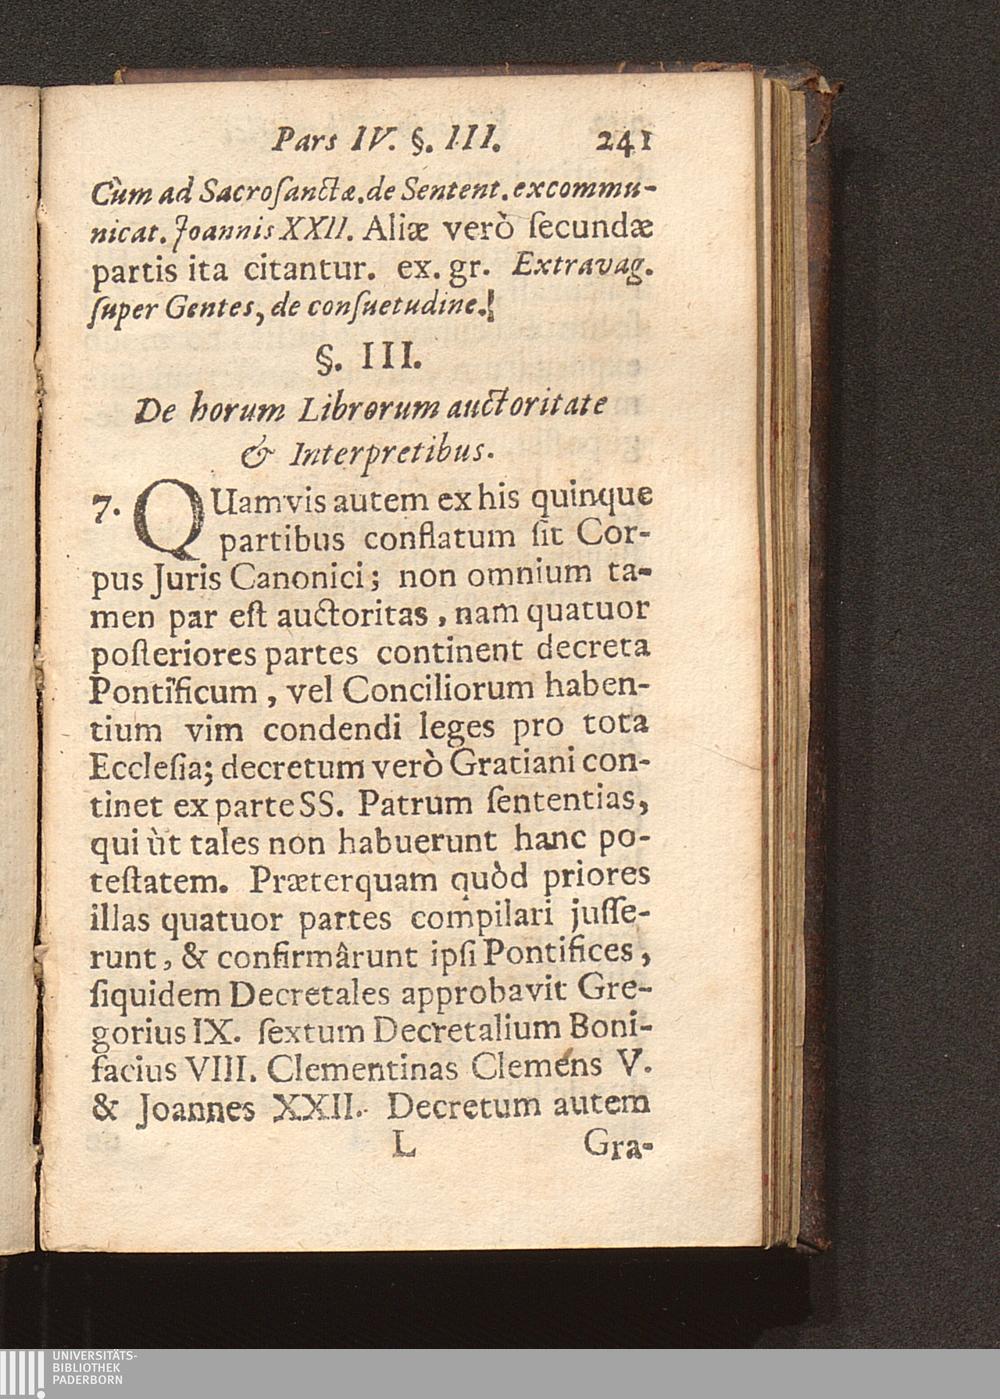 Pars IV. §. III. 241
Cùm ad Sacroſanctæ. de Sentent. excommu-
nicat. Joannis XXII. Aliæ verò ſecundæ
partis ita citantur. ex. gr. Extravag.
ſuper Gentes, de conſuetudine.
§. III.
De horum Librorum auctoritate
& Interpretibus.
7. QUamvis autem ex his quinque
partibus conflatum ſit Cor-
pus Juris Canonici; non omnium ta-
men par eſt auctoritas, nam quatuor
poſteriores partes continent decreta
Pontificum, vel Conciliorum haben-
tium vim condendi leges pro tota
Eccleſia; decretum verò Gratiani con-
tinet ex parte SS. Patrum ſententias,
qui ùt tales non habuerunt hanc po-
teſtatem. Præterquam quòd priores
illas quatuor partes compilari juſſe-
runt, & confirmârunt ipſi Pontifices,
ſiquidem Decretales approbavit Gre-
gorius IX. ſextum Decretalium Boni-
facius VIII. Clementinas Clemens V.
& Joannes XXII. Decretum autem
L Gra-
UNIVERSITÄTS-
BIBLIOTHEK
PADERBORN